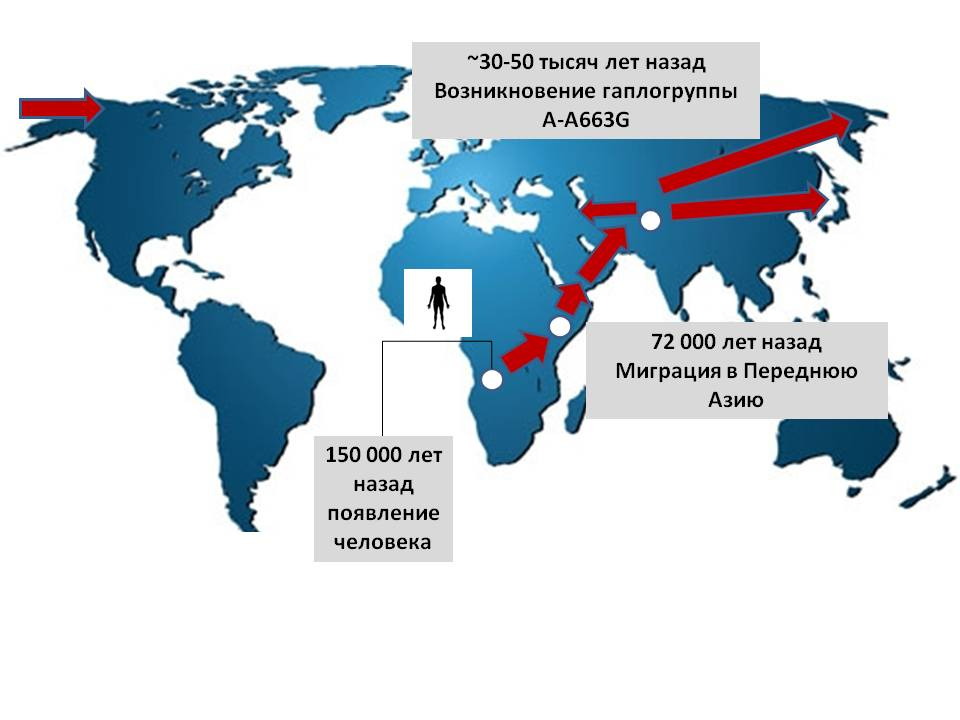 ~30-50 тысяч лет назад
Возникновение гаплогруппы
A-A663G
72 000 лет назад
Миграция в Переднюю
Азию
150 000 лет
назад
появление
человека